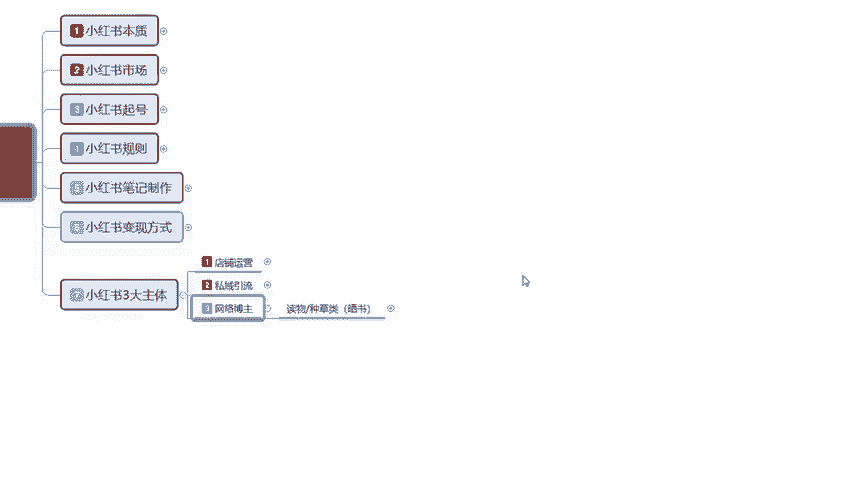 1 小红书本质
2 小红书市场
3 小红书起号
4 小红书规则
小红书笔记制作
小红书变现方式
小红书3大主体
1 店铺运营
2 私域引流
3 网络博主
读物/种草类（晒书）